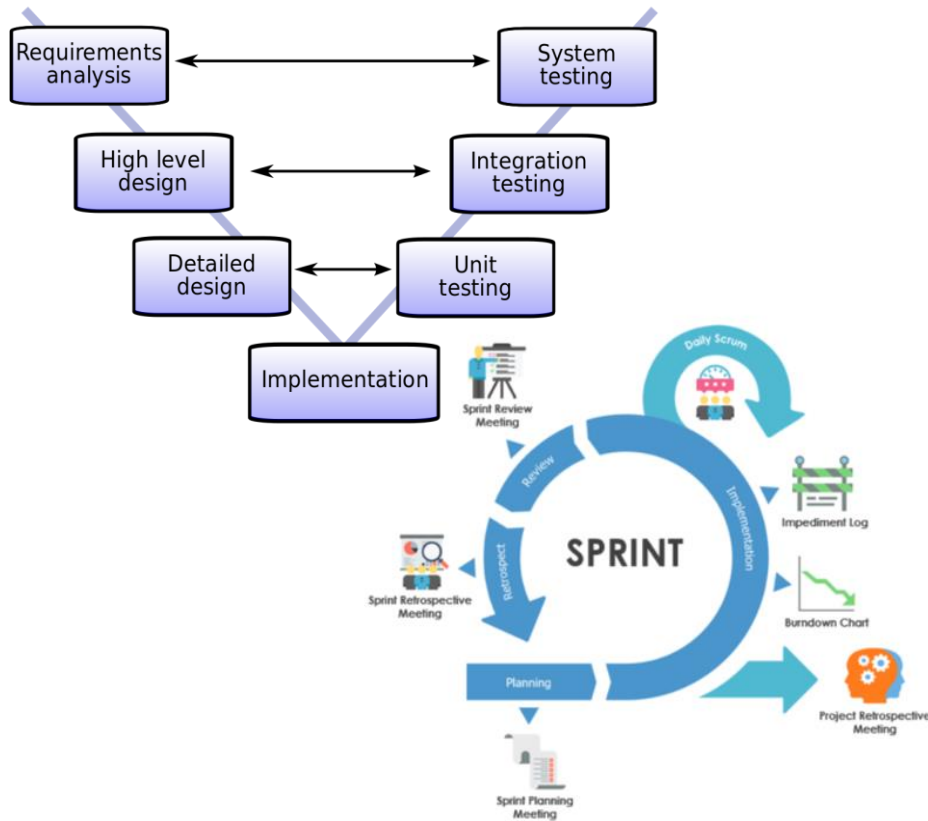 Requirements
analysis
System
testing
High level
design
Integration
testing
Detailed
design
Unit
testing
Implementation
Daily Scrum
Sprint Review
Meeting
Review
Implementation
Impediment Log
SPRINT
Retrospect
Sprint Retrospective
Meeting
Burndown Chart
Planning
Project Retrospective
Meeting
Sprint Planning
Meeting